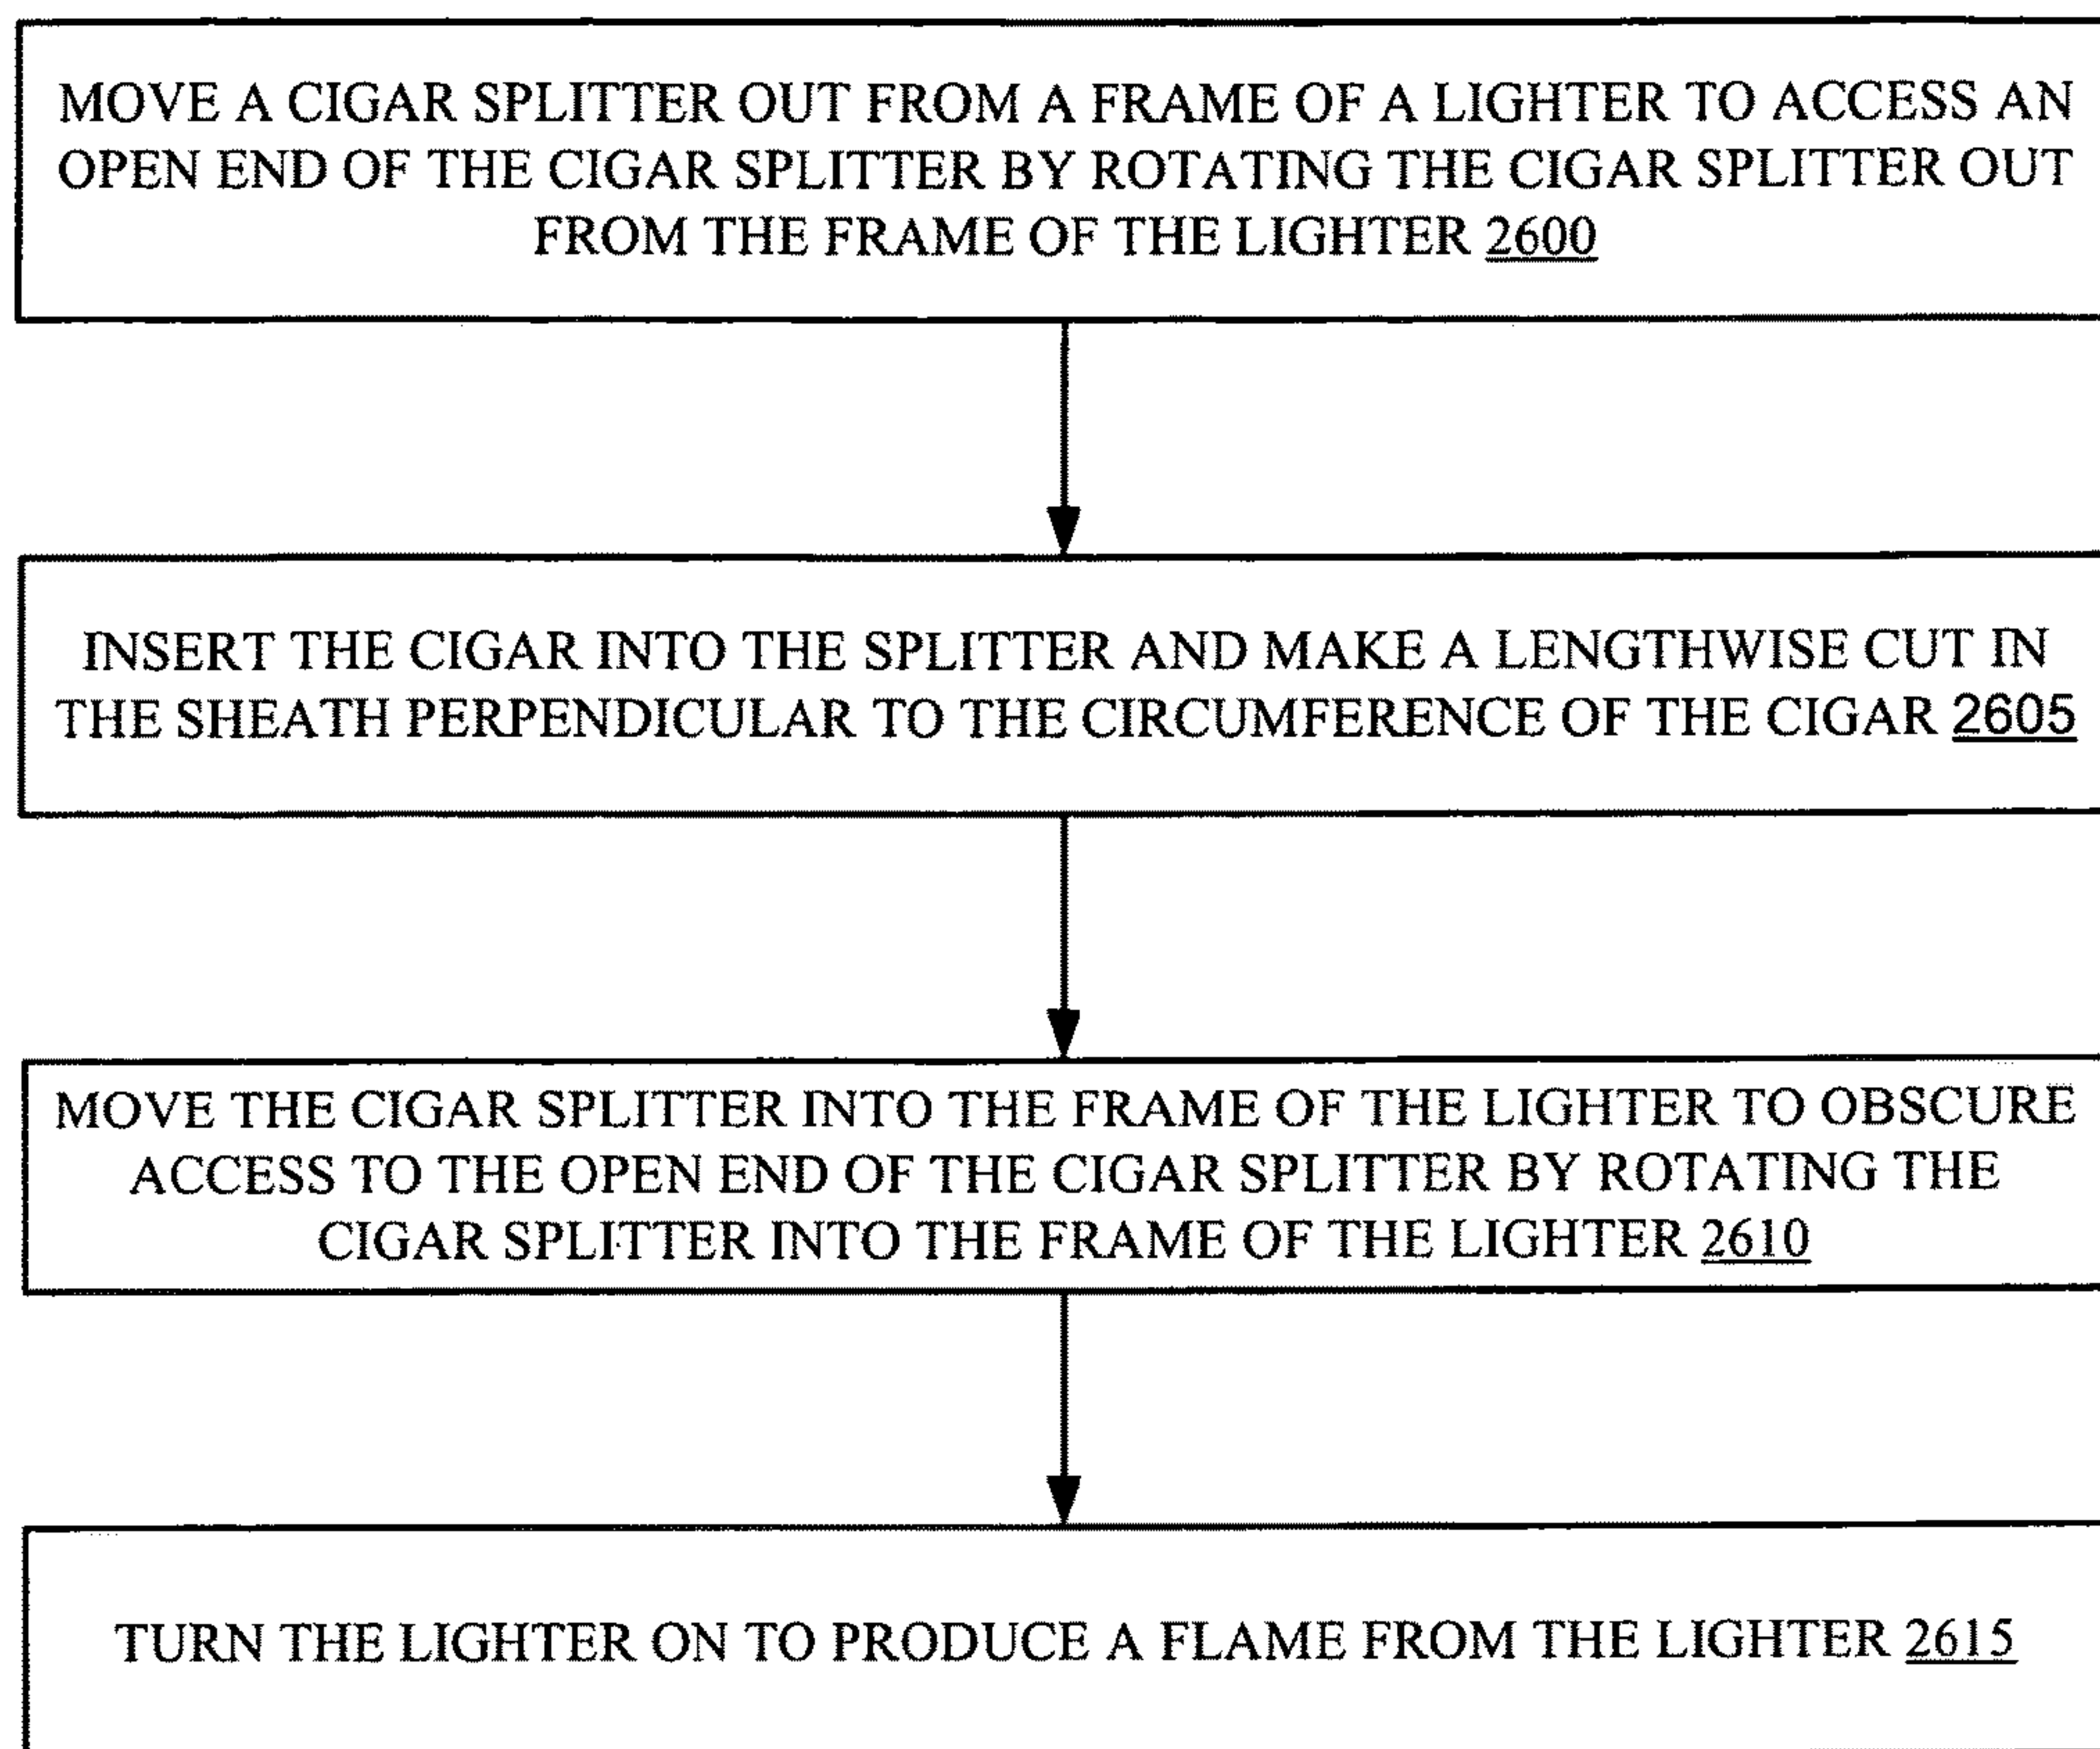 MOVE A CIGAR SPLITTER OUT FROM A FRAME OF A LIGHTER TO ACCESS AN
OPEN END OF THE CIGAR SPLITTER BY ROTATING THE CIGAR SPLITTER OUT
FROM THE FRAME OF THE LIGHTER 2600
INSERT THE CIGAR INTO THE SPLITTER AND MAKE A LENGTHWISE CUT IN
THE SHEATH PERPENDICULAR TO THE CIRCUMFERENCE OF THE CIGAR 2605
MOVE THE CIGAR SPLITTER INTO THE FRAME OF THE LIGHTER TO OBSCURE
ACCESS TO THE OPEN END OF THE CIGAR SPLITTER BY ROTATING THE
CIGAR SPLITTER INTO THE FRAME OF THE LIGHTER 2610
TURN THE LIGHTER ON TO PRODUCE A FLAME FROM THE LIGHTER 2615